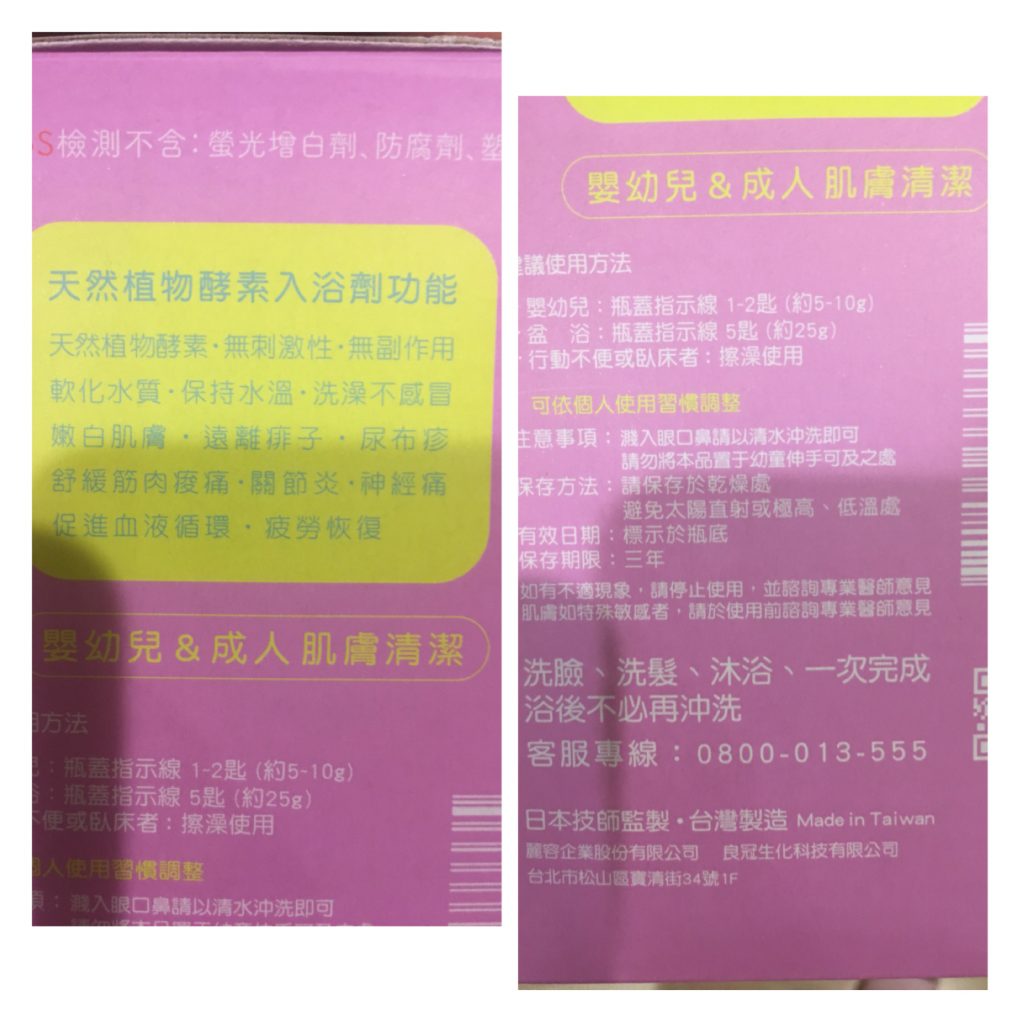 S檢測不含：螢光增白劑、防腐劑、塑
天然植物酵素入浴劑功能
天然植物酵素·無刺激性·無副作用
軟化水質·保持水溫·洗澡不感冒
嫩白肌膚·遠離痱子·尿布疹
舒緩筋肉痠痛·關節炎·神經痛
促進血液循環·疲勞恢復
嬰幼兒&成人肌膚清潔
用方法
兒：瓶蓋指示線 1-2匙 (約5-10g)
浴：瓶蓋指示線 5匙 (約25g)
不便或臥床者：擦澡使用
個人使用習慣調整
項：濺入眼口鼻請以清水沖洗即可
嬰幼兒&成人肌膚清潔
建議使用方法
·嬰幼兒：瓶蓋指示線 1-2匙 (約5-10g)
·盆　浴：瓶蓋指示線 5匙 (約25g)
·行動不便或臥床者：擦澡使用
可依個人使用習慣調整
注意事項：濺入眼口鼻請以清水沖洗即可
請勿將本品置于幼童伸手可及之處
保存方法：請保存於乾燥處
避免太陽直射或極高、低溫處
有效日期：標示於瓶底
保存期限：三年
如有不適現象，請停止使用，並諮詢專業醫師意見
肌膚如特殊敏感者，請於使用前諮詢專業醫師意見
洗臉、洗髮、沐浴、一次完成
浴後不必再沖洗
客服專線：0800-013-555
日本技師監製·台灣製造 Made in Taiwan
麗容企業股份有限公司　良冠生化科技有限公司
台北市松山區寶清街34號1F